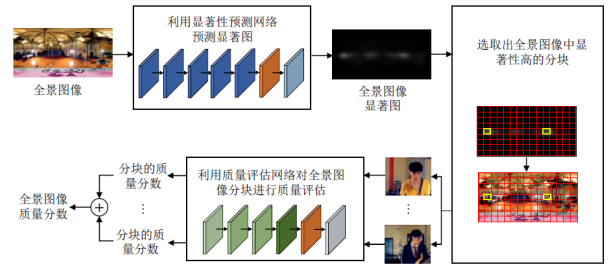 利用显著性预测网络
预测显著图
全景图像
全景图像
显著图
选取出全景图像中显
著性高的分块
利用质量评估网络对全景图
像分块进行质量评估
分块的质
量分数
⋮
分块的质
量分数
⋮
全景图像
质量分数
+